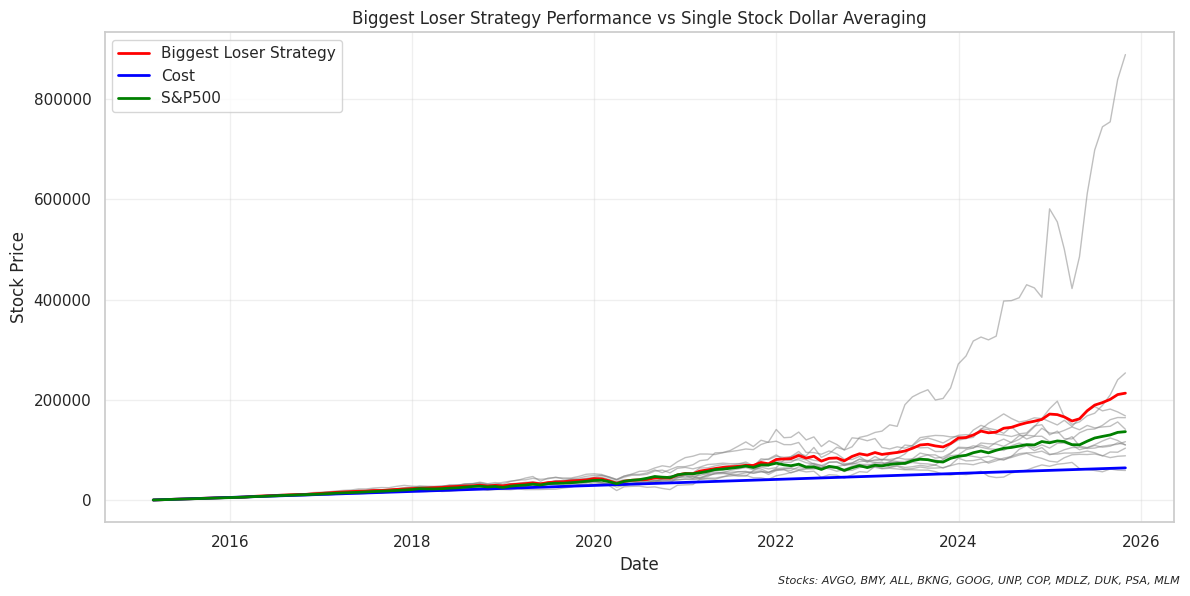 Biggest Loser Strategy Performance vs Single Stock Dollar Averaging
Biggest Loser Strategy
Cost
S&P500
Stock Price
800000
600000
400000
200000
0
2016
2018
2020
2022
2024
2026
Date
Stocks: AVGO, BMY, ALL, BKNG, GOOG, UNP, COP, MDLZ, DUK, PSA, MLM